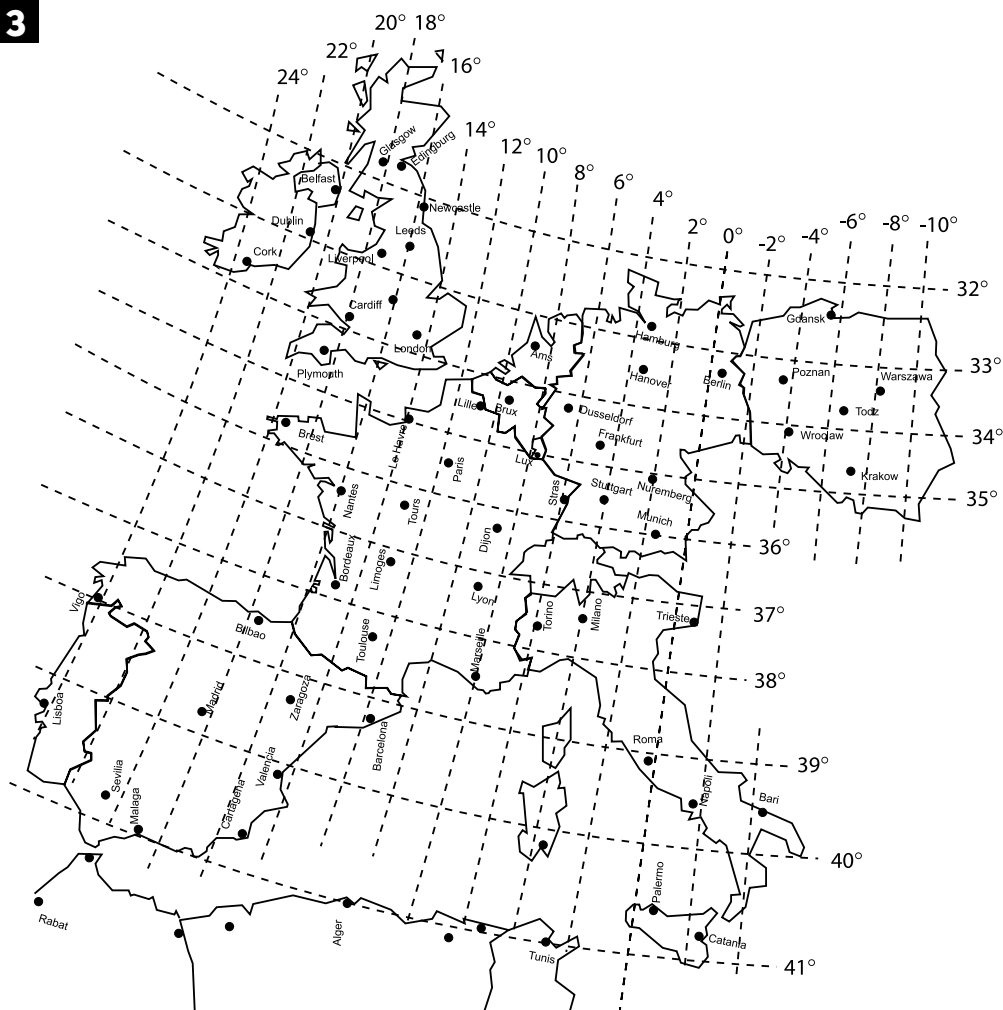 3
20°
18°
22°
16°
24°
14°
12°
10°
8°
6°
4°
2°
0°
-2°
-4°
-6°
-8°
-10°
Glasgow
Edingburg
Belfast
Newcastle
Dublin
Leeds
Cork
Liverpool
32°
Cardiff
Gdansk
London
Hamburg
Ams
33°
Plymouth
Hanover
Berlin
Poznan
Warszawa
Lille
Brux
Dusseldorf
Todz
Brest
Le Havre
Frankfurt
Wrocław
34°
Paris
Lux
Krakow
Nantes
Tours
Stras
Stuttgart
Nuremberg
35°
Dijon
Munich
36°
Bordeaux
Limoges
Vigo
Lyon
37°
Bilbao
Toulouse
Torino
Milano
Trieste
Marseille
38°
Lisboa
Madrid
Zaragoza
Barcelona
Roma
39°
Sevilla
Malaga
Cartagena
Valencia
Napoli
Bari
40°
Palermo
Rabat
Alger
Tunis
Catania
41°